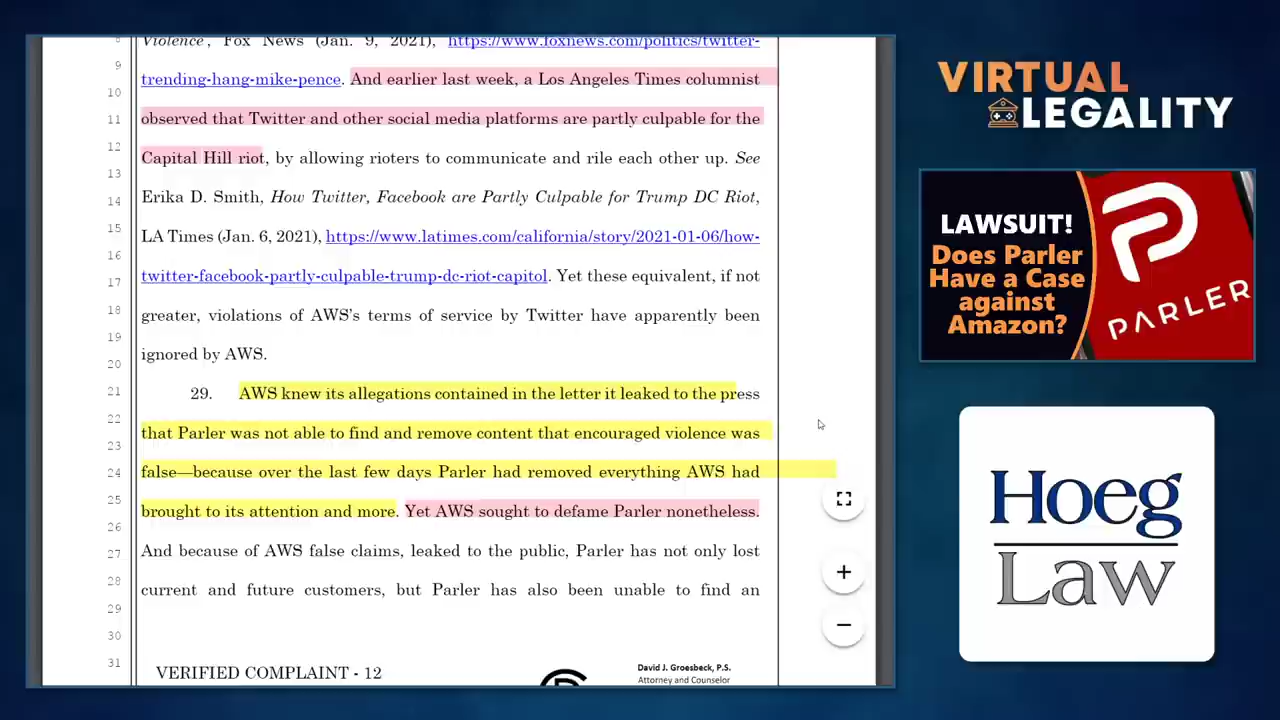 8
Violence', Fox News (Jan. 9, 2021), https://www.foxnews.com/politics/twitter-
9
trending-hang-mike-pence. And earlier last week, a Los Angeles Times columnist
10
11
observed that Twitter and other social media platforms are partly culpable for the
12
Capital Hill riot, by allowing rioters to communicate and rile each other up. See
13
14
Erika D. Smith, How Twitter, Facebook are Partly Culpable for Trump DC Riot,
15
LA Times (Jan. 6, 2021), https://www.latimes.com/california/story/2021-01-06/how-
16
17
twitter-facebook-partly-culpable-trump-dc-riot-capitol. Yet these equivalent, if not
18
greater, violations of AWS's terms of service by Twitter have apparently been
19
20
ignored by AWS.
21
29. AWS knew its allegations contained in the letter it leaked to the press
22
23
that Parler was not able to find and remove content that encouraged violence was
24
false—because over the last few days Parler had removed everything AWS had
25
26
brought to its attention and more. Yet AWS sought to defame Parler nonetheless.
27
And because of AWS false claims, leaked to the public, Parler has not only lost
28
29
current and future customers, but Parler has also been unable to find an
30
31
VERIFIED COMPLAINT - 12
David J. Groesbeck, P.S.
Attorney and Counselor
VIRTUAL
LEGALITY
LAWSUIT!
Does Parler
Have a Case
against
Amazon?
PARLER
Hoeg
Law